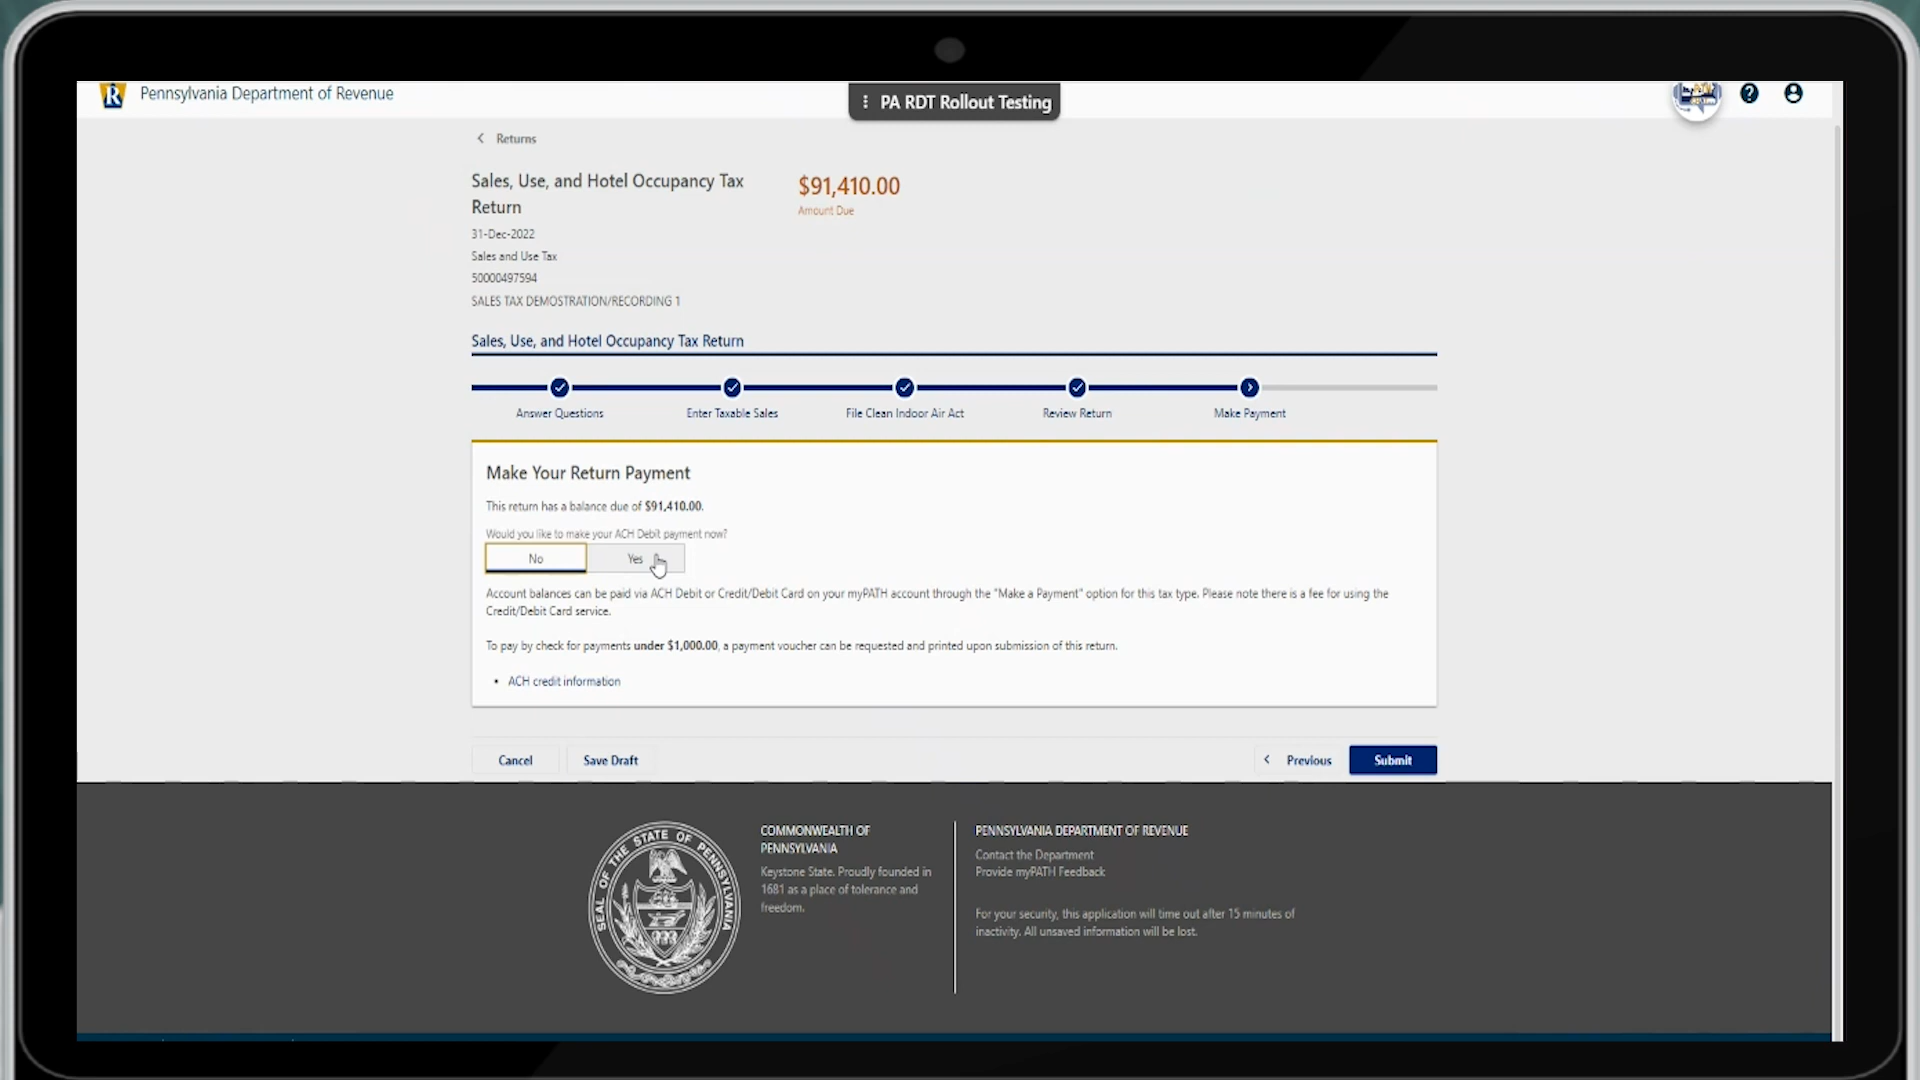 Pennsylvania Department of Revenue
PA RDT Rollout Testing
Returns
Sales, Use, and Hotel Occupancy Tax
Return
$91,410.00
Amount Due
31-Dec-2022
Sales and Use Tax
50000497594
SALES TAX DEMOSTRATION/RECORDING 1
Sales, Use, and Hotel Occupancy Tax Return
Answer Questions
Enter Taxable Sales
File Clean Indoor Air Act
Review Return
Make Payment
Make Your Return Payment
This return has a balance due of $91,410.00.
Would you like to make your ACH Debit payment now?
No
Yes
Account balances can be paid via ACH Debit or Credit/Debit Card on your myPATH account through the "Make a Payment" option for this tax type. Please note there is a fee for using the
Credit/Debit Card service.
To pay by check for payments under $1,000.00, a payment voucher can be requested and printed upon submission of this return.
• ACH credit information
Cancel
Save Draft
Previous
Submit
SEAL OF THE STATE OF PENNSYLVANIA
COMMONWEALTH OF
PENNSYLVANIA
Keystone State. Proudly founded in
1681 as a place of tolerance and
freedom.
PENNSYLVANIA DEPARTMENT OF REVENUE
Contact the Department
Provide myPATH Feedback
For your security, this application will time out after 15 minutes of
inactivity. All unsaved information will be lost.